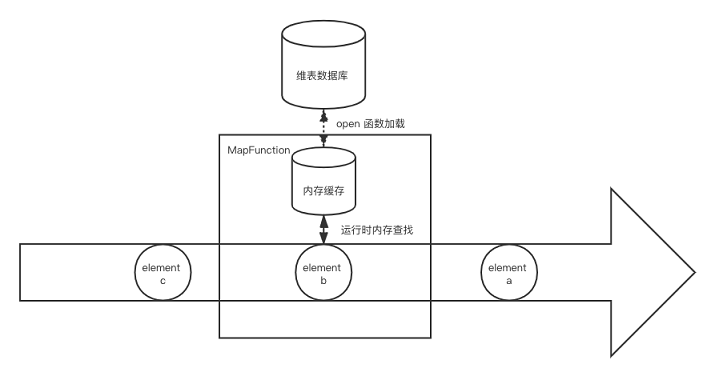 维表数据库
open 函数加载
MapFunction
内存缓存
运行时内存查找
element
c
element
b
element
a